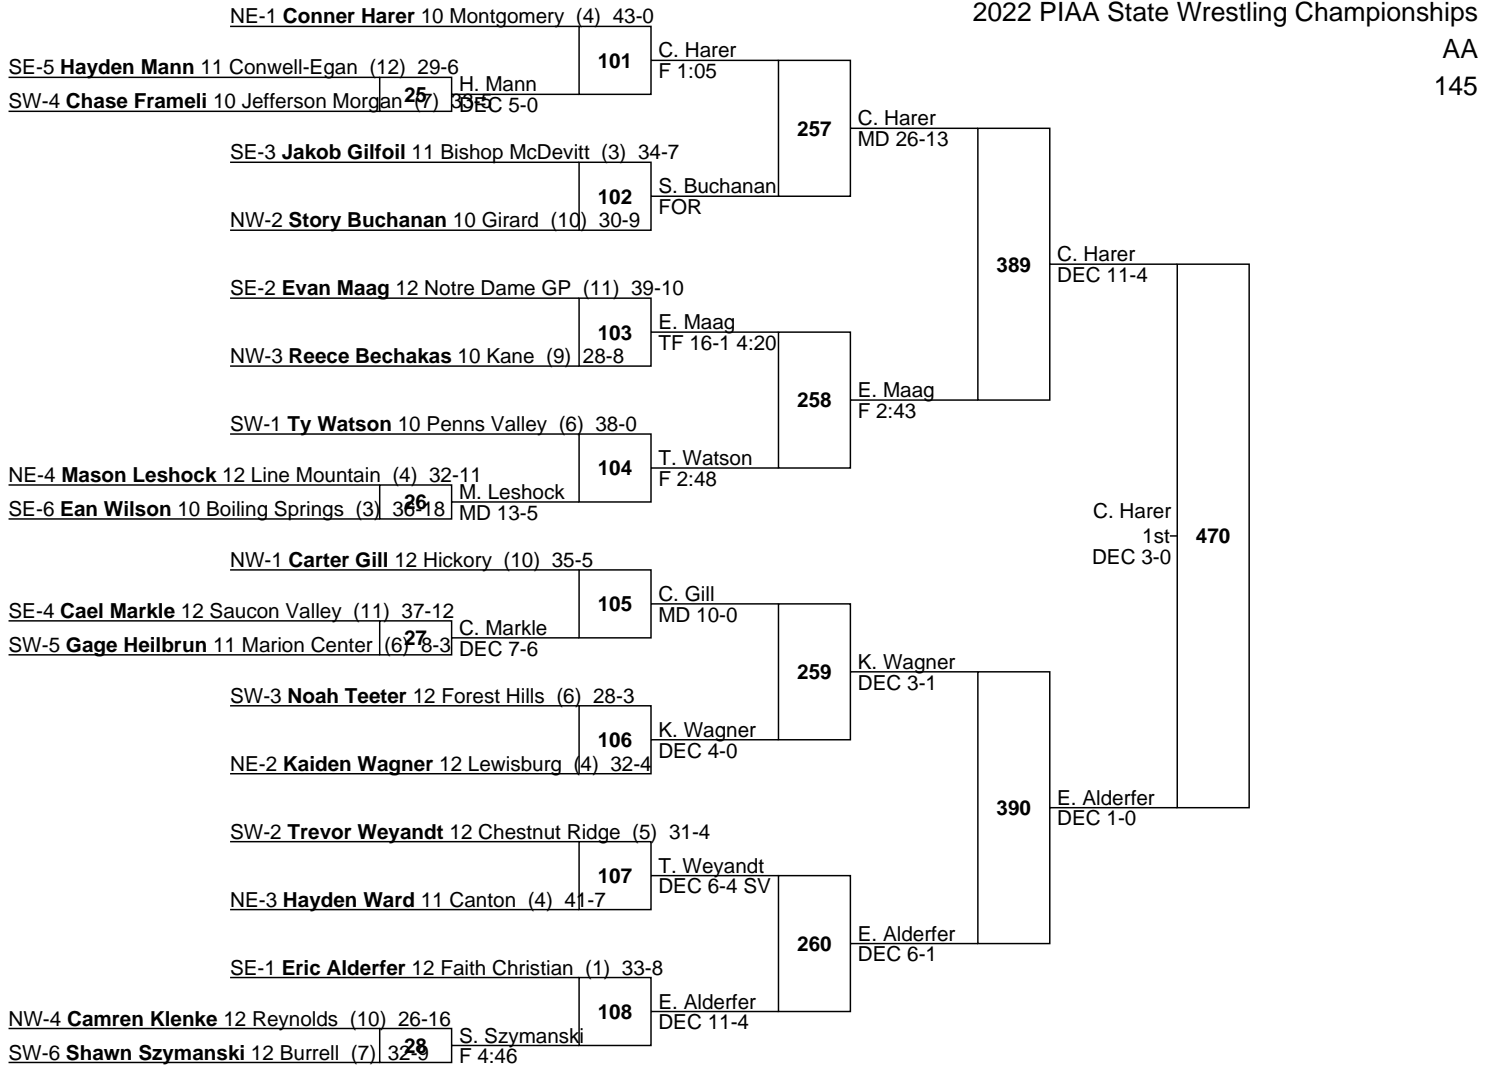 2022 PIAA State Wrestling Championships
AA
145
NE-1 Conner Harer 10 Montgomery (4) 43-0
101
C. Harer
F 1:05
SE-5 Hayden Mann 11 Conwell-Egan (12) 29-6
25
H. Mann
DEC 5-0
SW-4 Chase Frameli 10 Jefferson Morgan (7) 33-5
257
C. Harer
MD 26-13
SE-3 Jakob Gilfoil 11 Bishop McDevitt (3) 34-7
102
S. Buchanan
FOR
NW-2 Story Buchanan 10 Girard (10) 30-9
389
C. Harer
DEC 11-4
SE-2 Evan Maag 12 Notre Dame GP (11) 39-10
103
E. Maag
TF 16-1 4:20
NW-3 Reece Bechakas 10 Kane (9) 28-8
258
E. Maag
F 2:43
SW-1 Ty Watson 10 Penns Valley (6) 38-0
104
T. Watson
F 2:48
NE-4 Mason Leshock 12 Line Mountain (4) 32-11
26
M. Leshock
MD 13-5
SE-6 Ean Wilson 10 Boiling Springs (3) 36-18
C. Harer
1st
DEC 3-0
470
NW-1 Carter Gill 12 Hickory (10) 35-5
105
C. Gill
MD 10-0
SE-4 Cael Markle 12 Saucon Valley (11) 37-12
27
C. Markle
DEC 7-6
SW-5 Gage Heilbrun 11 Marion Center (6) 8-3
259
K. Wagner
DEC 3-1
SW-3 Noah Teeter 12 Forest Hills (6) 28-3
106
K. Wagner
DEC 4-0
NE-2 Kaiden Wagner 12 Lewisburg (4) 32-4
390
E. Alderfer
DEC 1-0
SW-2 Trevor Weyandt 12 Chestnut Ridge (5) 31-4
107
T. Weyandt
DEC 6-4 SV
NE-3 Hayden Ward 11 Canton (4) 41-7
260
E. Alderfer
DEC 6-1
SE-1 Eric Alderfer 12 Faith Christian (1) 33-8
108
E. Alderfer
DEC 11-4
NW-4 Camren Klenke 12 Reynolds (10) 26-16
28
S. Szymanski
F 4:46
SW-6 Shawn Szymanski 12 Burrell (7) 32-9